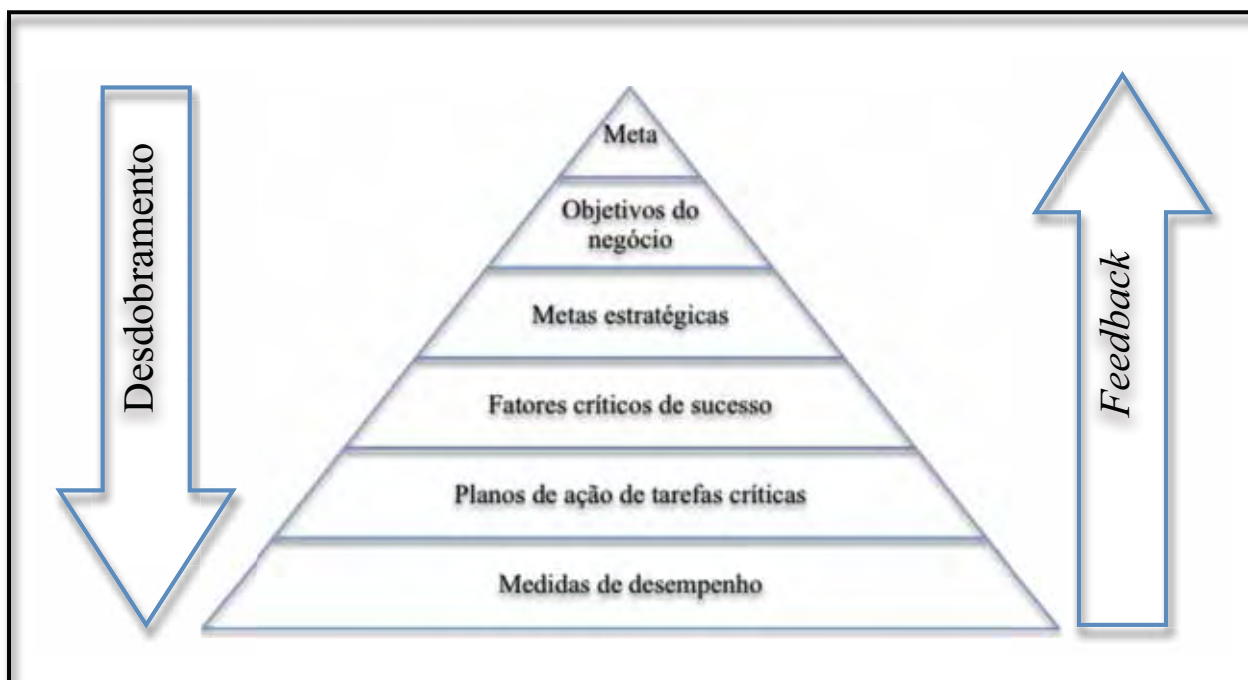 Desdobramento
Meta
Objetivos do
negócio
Metas estratégicas
Fatores críticos de sucesso
Planos de ação de tarefas críticas
Medidas de desempenho
Feedback